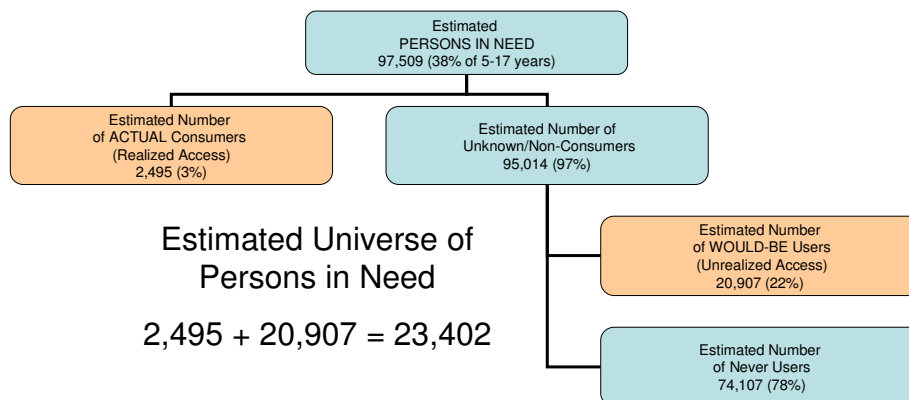 Estimated
PERSONS IN NEED
97,509 (38% of 5-17 years)
Estimated Number
of ACTUAL Consumers
(Realized Access)
2,495 (3%)
Estimated Number of
Unknown/Non-Consumers
95,014 (97%)
Estimated Universe of
Persons in Need
2,495 + 20,907 = 23,402
Estimated Number
of WOULD-BE Users
(Unrealized Access)
20,907 (22%)
Estimated Number
of Never Users
74,107 (78%)